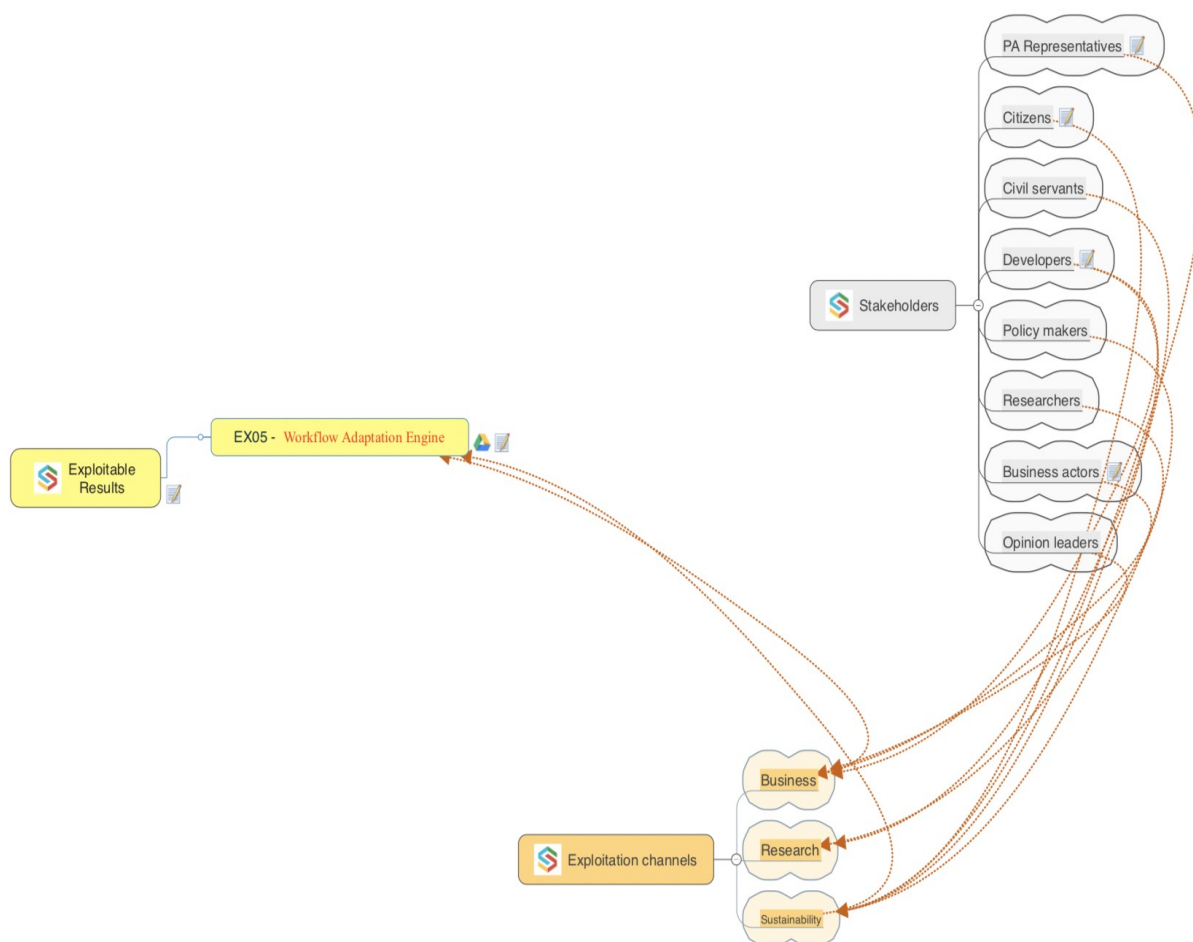 PA Representatives
Citizens
Civil servants
Developers
Stakeholders
Policy makers
Researchers
EX05 - Workflow Adaptation Engine
Exploitable
Results
Business actors
Opinion leaders
Business
Research
Exploitation channels
Sustainability